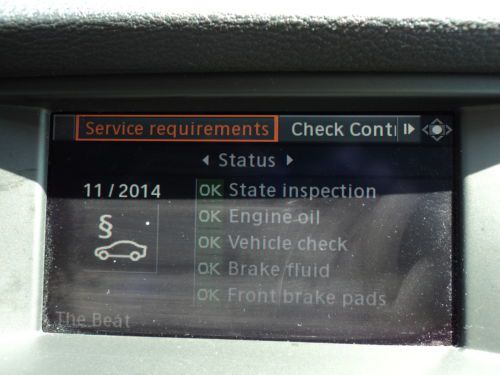 Service requirements Check Cont
Status
11 / 2014
§
OK State inspection
OK Engine oil
OK Vehicle check
OK Brake fluid
OK Front brake pads
The Beat